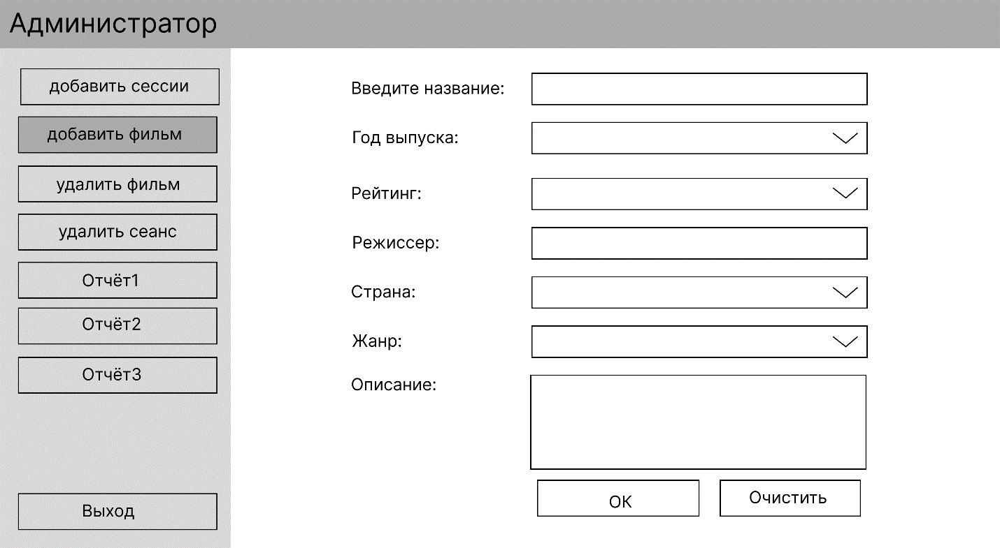 Администратор
добавить сессии
добавить фильм
удалить фильм
удалить сеанс
Отчёт1
Отчёт2
Отчёт3
Выход
Введите название:
Год выпуска:
Рейтинг:
Режиссер:
Страна:
Жанр:
Описание:
ОК
Очистить